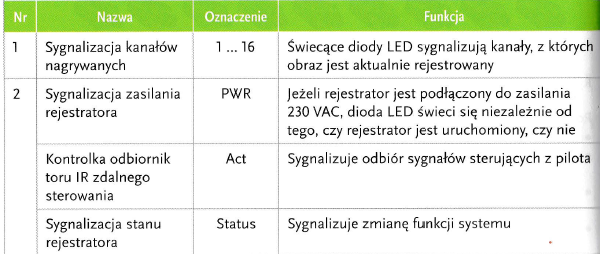 Nr Nazwa Oznaczenie Funkcja
1 Sygnalizacja kanałów 1 ... 16 Świecące diody LED sygnalizują kanały, z których
nagrywanych obraz jest aktualnie rejestrowany
2 Sygnalizacja zasilania PWR Jeżeli rejestrator jest podłączony do zasilania
rejestratora 230 VAC, dioda LED świeci się niezależnie od
tego, czy rejestrator jest uruchomiony, czy nie
Kontrolka odbiornik Act Sygnalizuje odbiór sygnałów sterujących z pilota
toru IR zdalnego
sterowania
Sygnalizacja stanu Status Sygnalizuje zmianę funkcji systemu
rejestratora